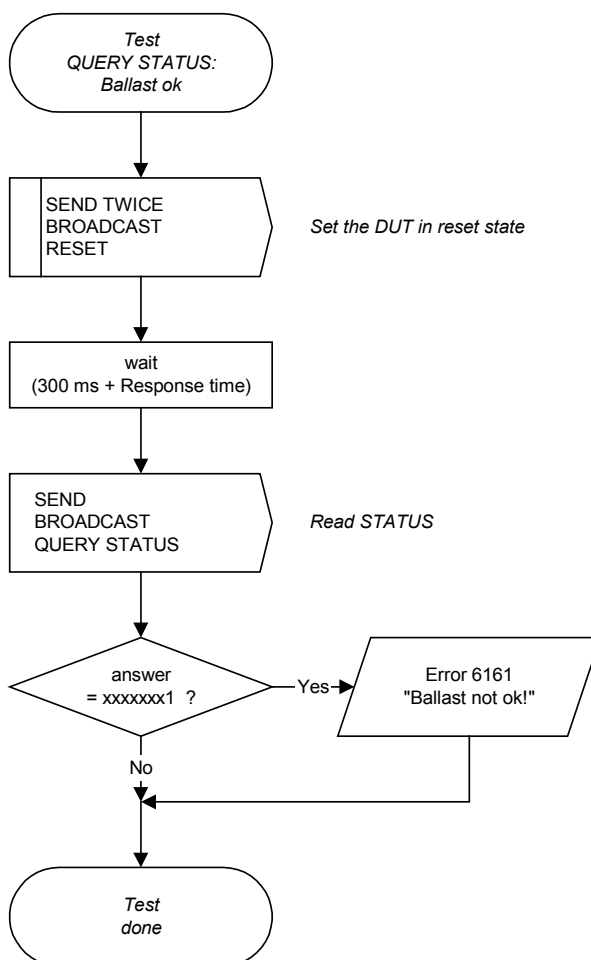 Test
QUERY STATUS:
Ballast ok
SEND TWICE
BROADCAST
RESET
Set the DUT in reset state
wait
(300 ms + Response time)
SEND
BROADCAST
QUERY STATUS
Read STATUS
answer
= xxxxxxx1 ?
Yes
Error 6161
"Ballast not ok!"
No
Test
done